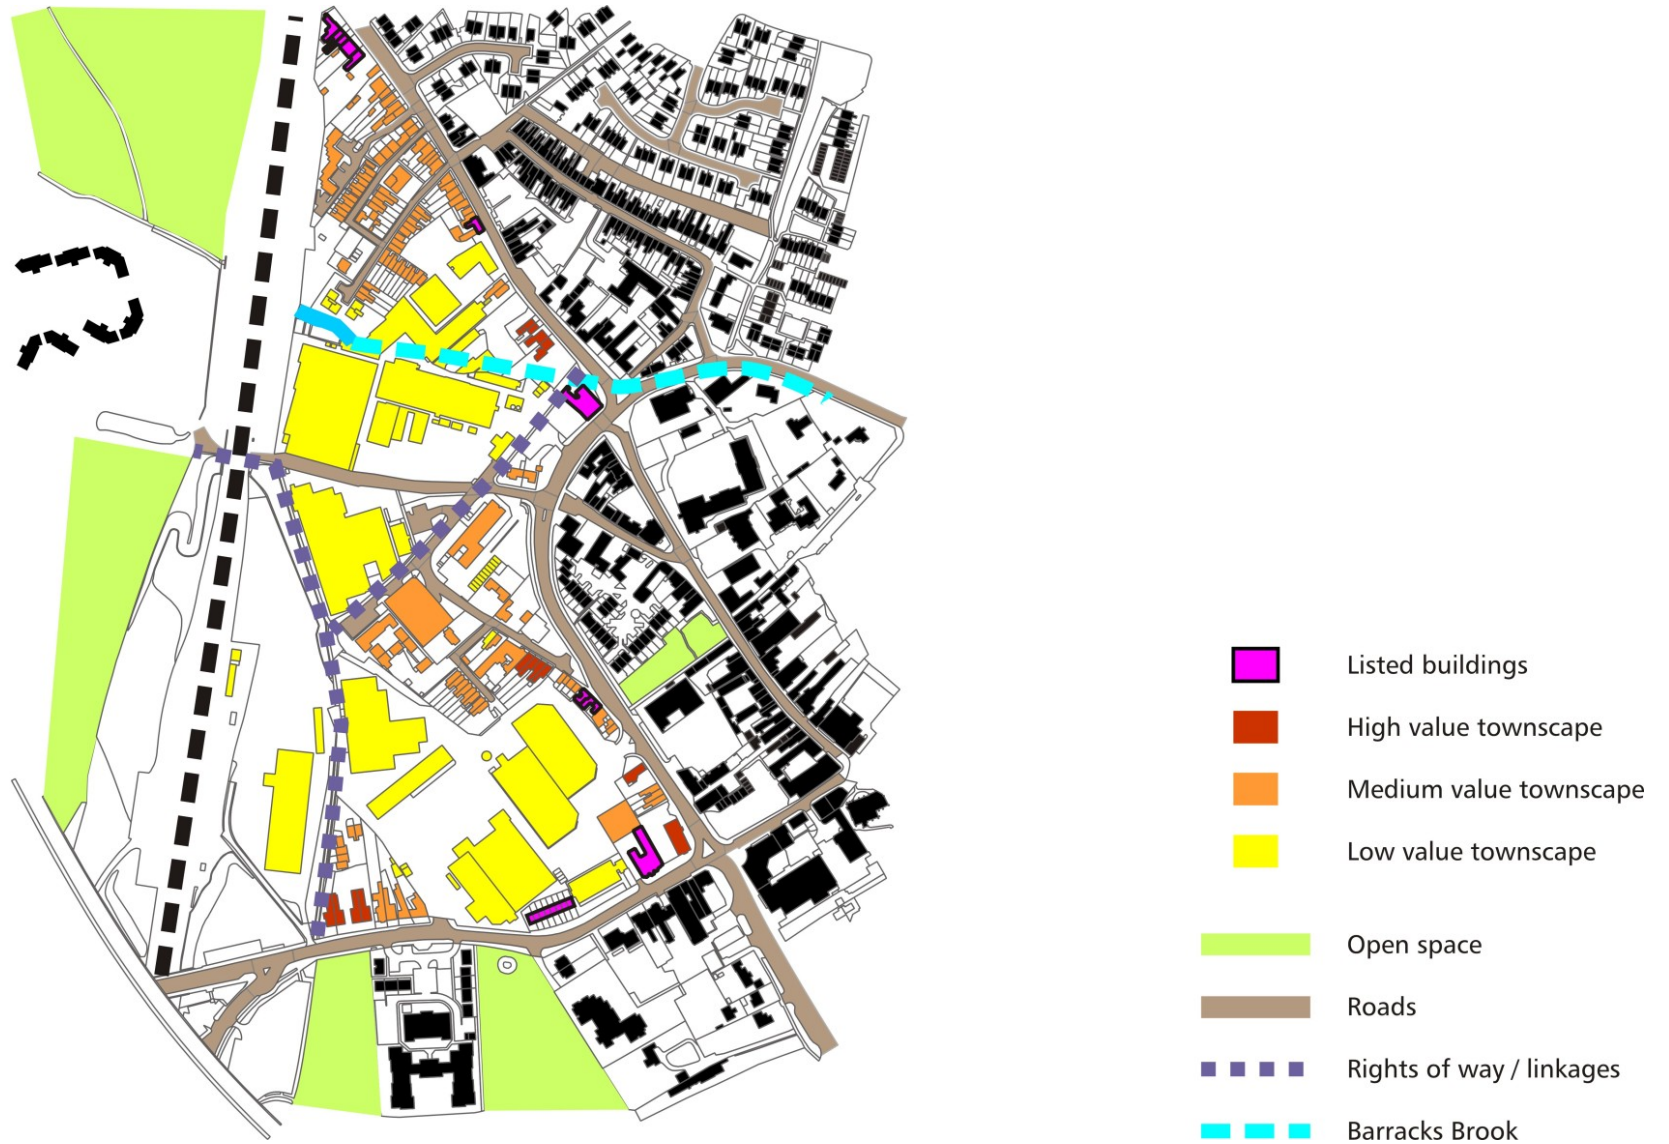 Listed buildings
High value townscape
Medium value townscape
Low value townscape
Open space
Roads
Rights of way / linkages
Barracks Brook